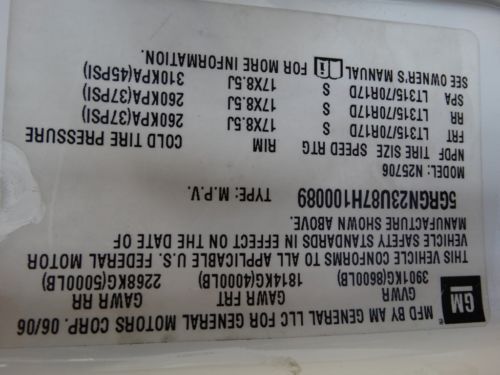 GM MFD BY AM GENERAL LLC FOR GENERAL MOTORS CORP. 06/06
GVWR GAWR FRT GAWR RR
3901KG(8600LB) 1814KG(4000LB) 2268KG(5000LB)
THIS VEHICLE CONFORMS TO ALL APPLICABLE U.S. FEDERAL MOTOR
VEHICLE SAFETY STANDARDS IN EFFECT ON THE DATE OF
MANUFACTURE SHOWN ABOVE.
5GRGN23U87H100089 TYPE: M.P.V.
MODEL: N25706
NPDF TIRE SIZE SPEED RTG RIM COLD TIRE PRESSURE
FRT LT315/70R17D S 17X8.5J 260KPA(37PSI)
RR LT315/70R17D S 17X8.5J 260KPA(37PSI)
SPA LT315/70R17D S 17X8.5J 310KPA(45PSI)
SEE OWNER'S MANUAL FOR MORE INFORMATION.